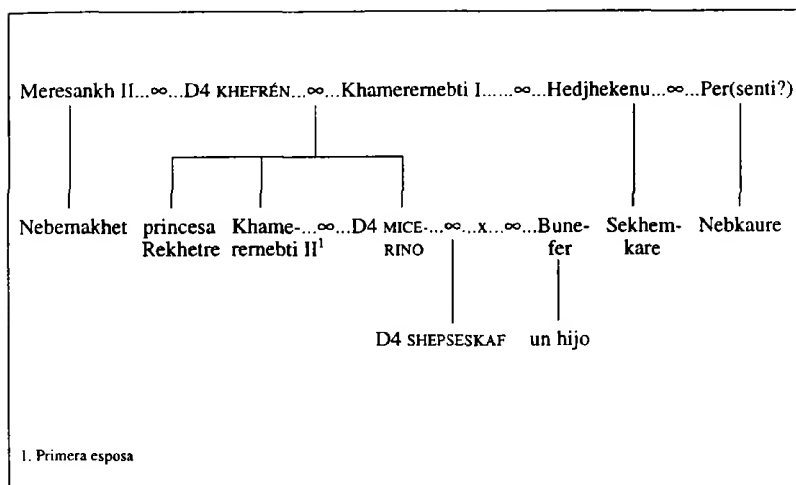 Meresankh II...∞...D4 KHEFRÉN...∞...Khamerernebti I......∞...Hedjhekenu...∞...Per(senti?)
Nebemakhet princesa Khame-...∞...D4 MICE-...∞...x...∞...Bune- Sekhem- Nebkaure
Rekhetre rernebti II¹ RINO fer kare
D4 SHEPSESKAF un hijo
1. Primera esposa